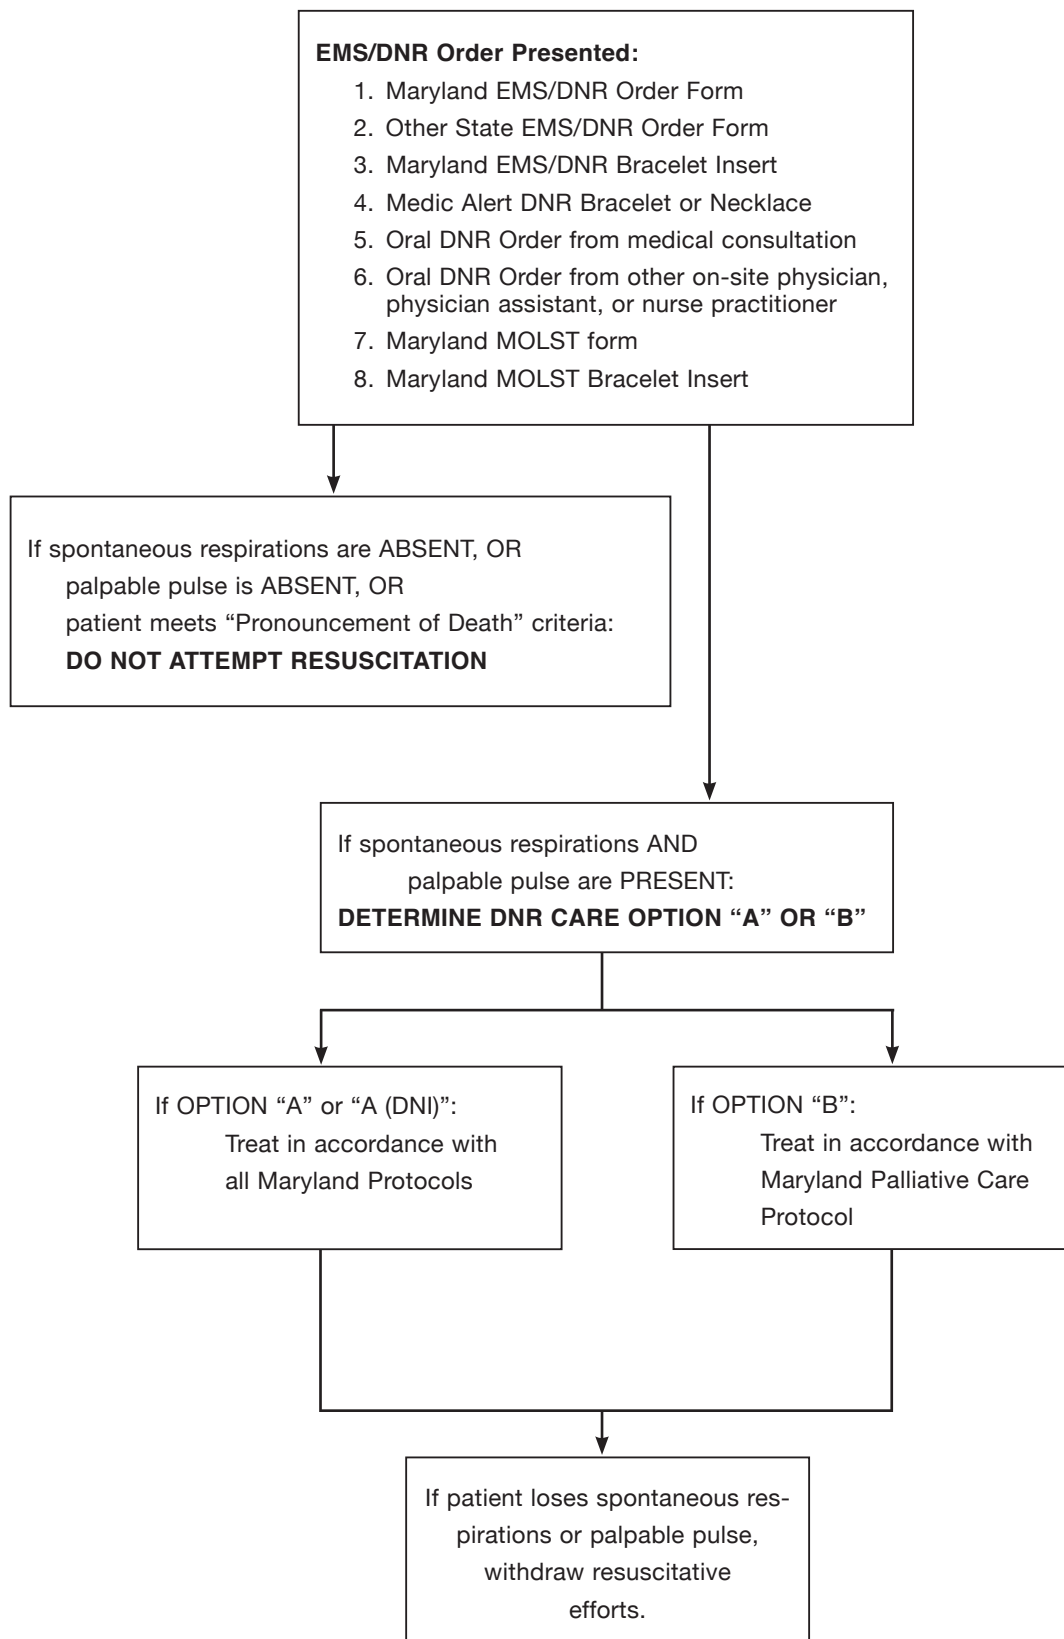 EMS/DNR Order Presented:
1. Maryland EMS/DNR Order Form
2. Other State EMS/DNR Order Form
3. Maryland EMS/DNR Bracelet Insert
4. Medic Alert DNR Bracelet or Necklace
5. Oral DNR Order from medical consultation
6. Oral DNR Order from other on-site physician,
physician assistant, or nurse practitioner
7. Maryland MOLST form
8. Maryland MOLST Bracelet Insert
If spontaneous respirations are ABSENT, OR
palpable pulse is ABSENT, OR
patient meets “Pronouncement of Death” criteria:
DO NOT ATTEMPT RESUSCITATION
If spontaneous respirations AND
palpable pulse are PRESENT:
DETERMINE DNR CARE OPTION “A” OR “B”
If OPTION “A” or “A (DNI)”:
Treat in accordance with
all Maryland Protocols
If OPTION “B”:
Treat in accordance with
Maryland Palliative Care
Protocol
If patient loses spontaneous res-
pirations or palpable pulse,
withdraw resuscitative
efforts.